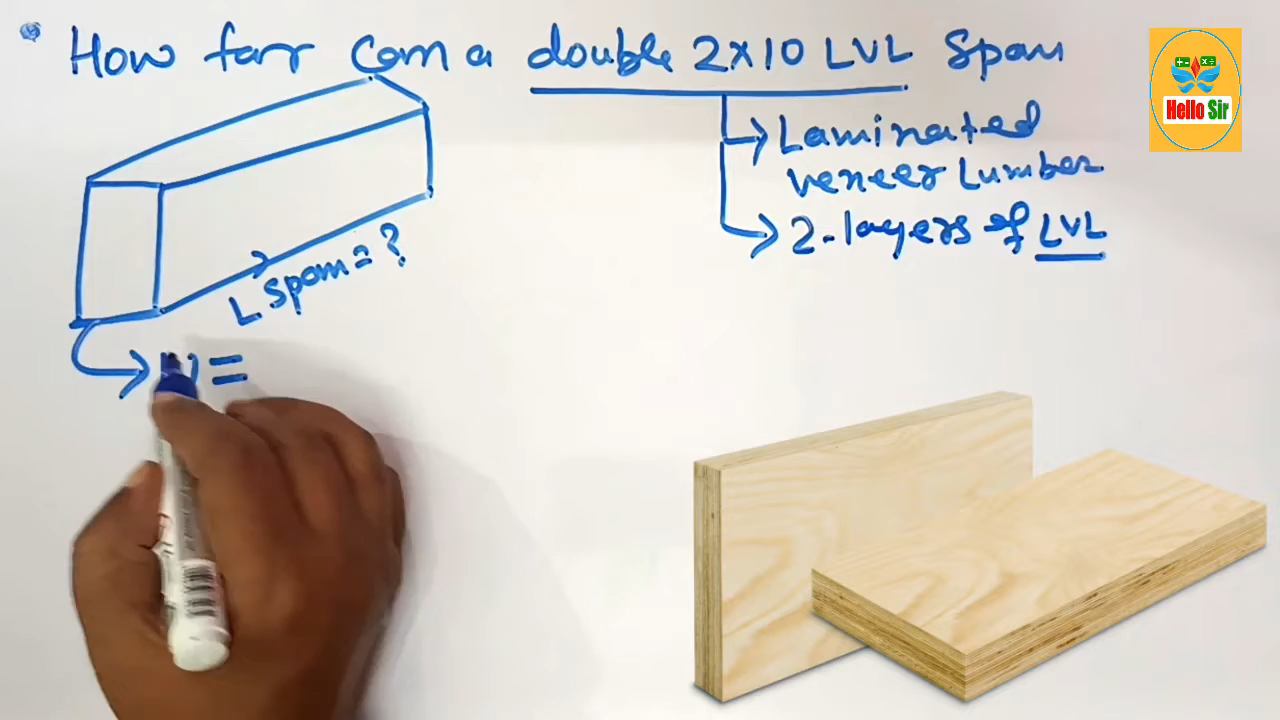 How far can a double 2x10 LVL Span
Laminated
veneer Lumber
2-layers of LVL
L span = ?
W =
Hello Sir